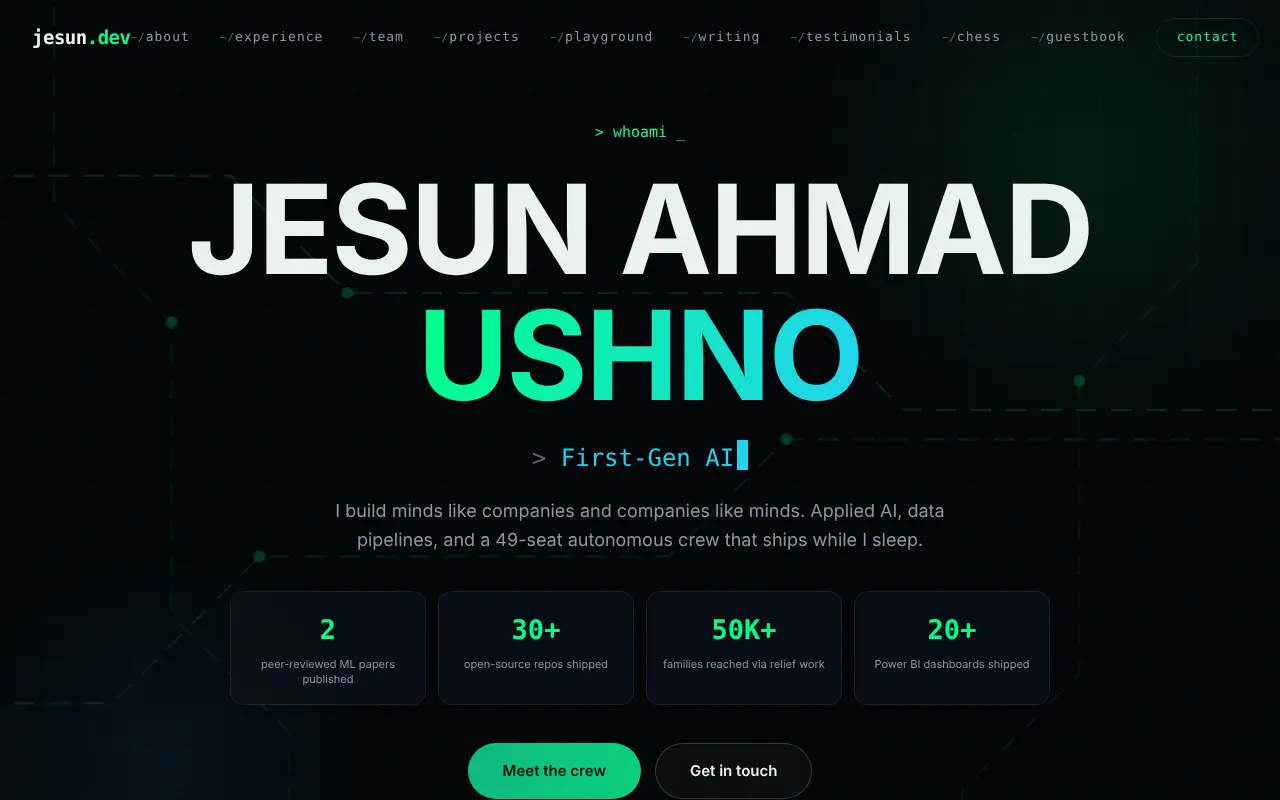 jesun.dev ~/about ~/experience ~/team ~/projects ~/playground ~/writing ~/testimonials ~/chess ~/guestbook contact
> whoami _
JESUN AHMAD
USHNO
> First-Gen AI
I build minds like companies and companies like minds. Applied AI, data
pipelines, and a 49-seat autonomous crew that ships while I sleep.
2
peer-reviewed ML papers
published
30+
open-source repos shipped
50K+
families reached via relief work
20+
Power BI dashboards shipped
Meet the crew
Get in touch